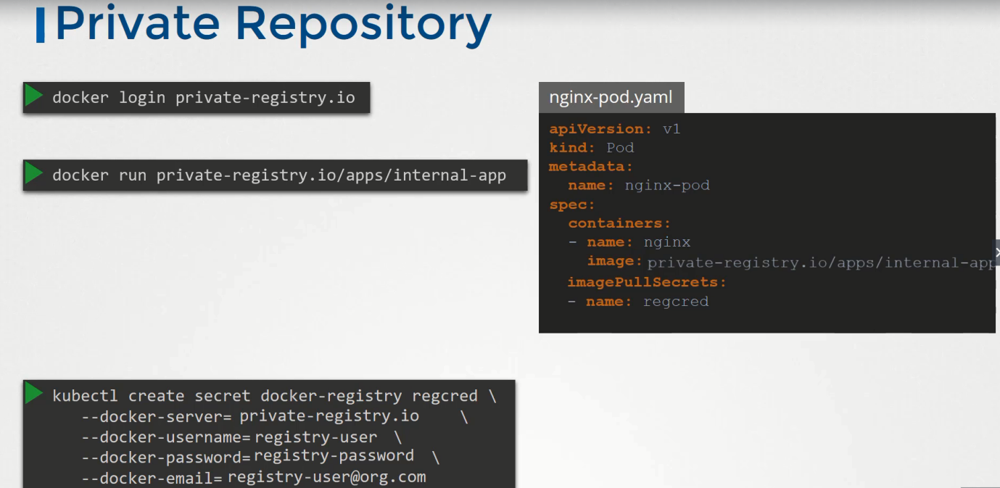 Private Repository
docker login private-registry.io
docker run private-registry.io/apps/internal-app
nginx-pod.yaml
apiVersion: v1
kind: Pod
metadata:
  name: nginx-pod
spec:
  containers:
  - name: nginx
    image: private-registry.io/apps/internal-app
  imagePullSecrets:
  - name: regcred
kubectl create secret docker-registry regcred \
   --docker-server= private-registry.io    \
   --docker-username= registry-user  \
   --docker-password= registry-password  \
   --docker-email= registry-user@org.com